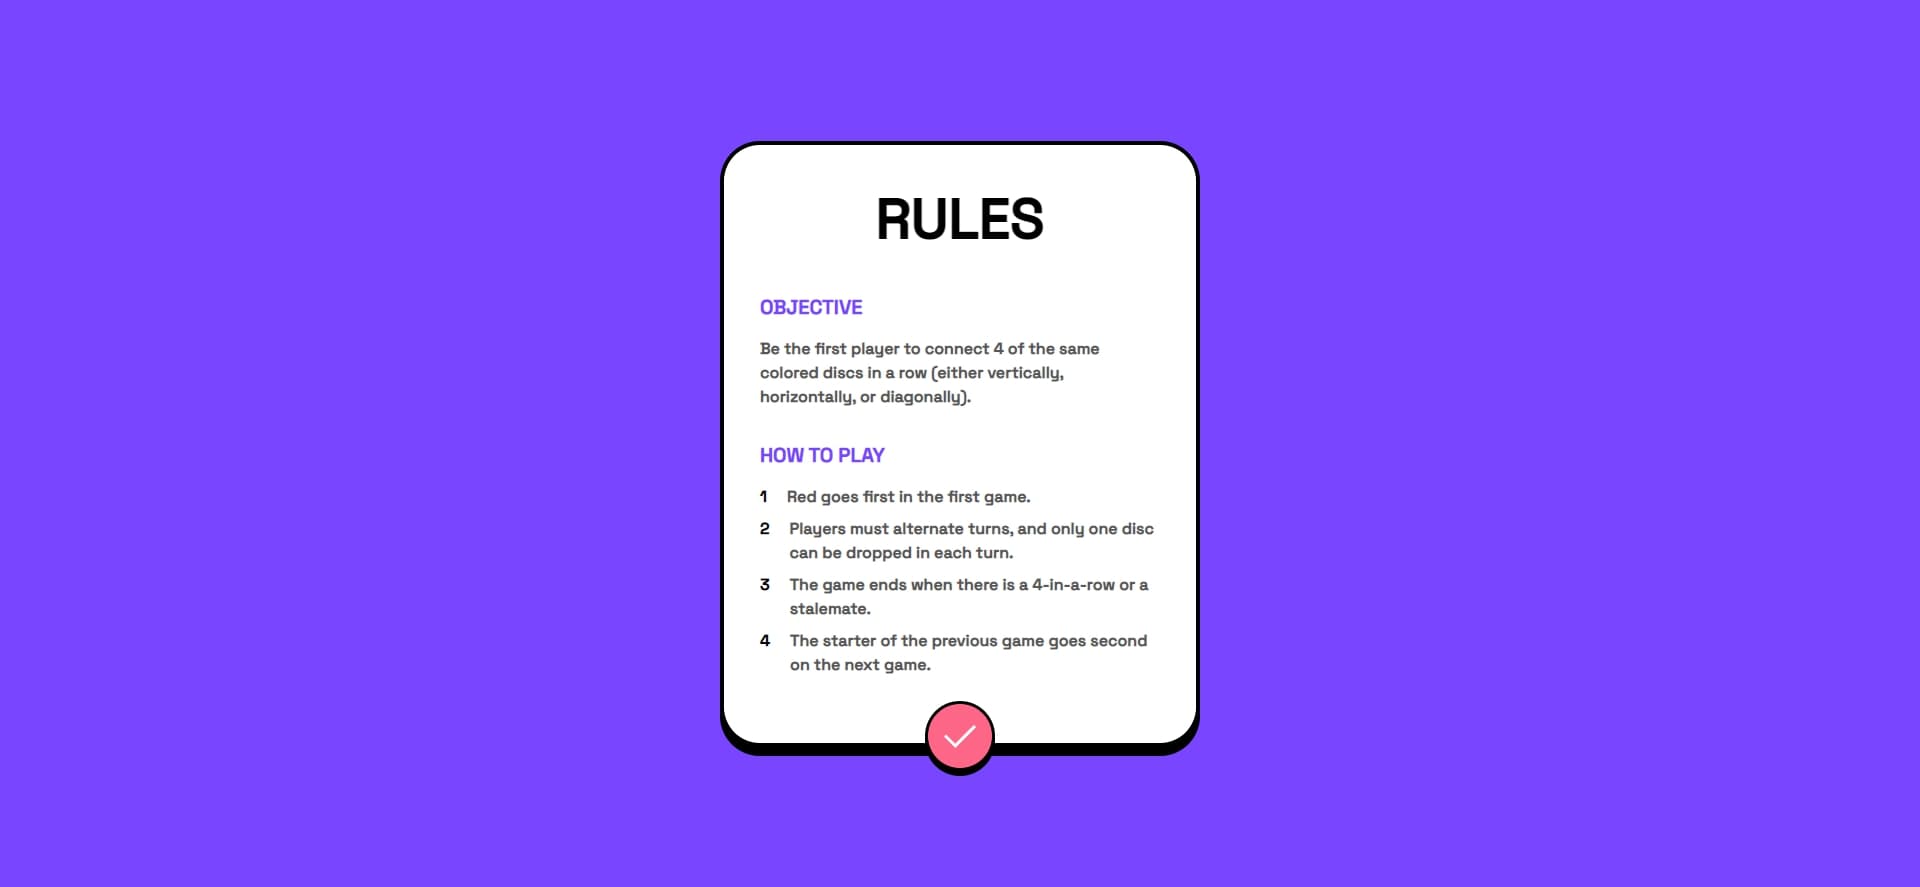 RULES
OBJECTIVE
Be the first player to connect 4 of the same
colored discs in a row (either vertically,
horizontally, or diagonally).
HOW TO PLAY
1 Red goes first in the first game.
2 Players must alternate turns, and only one disc
can be dropped in each turn.
3 The game ends when there is a 4-in-a-row or a
stalemate.
4 The starter of the previous game goes second
on the next game.